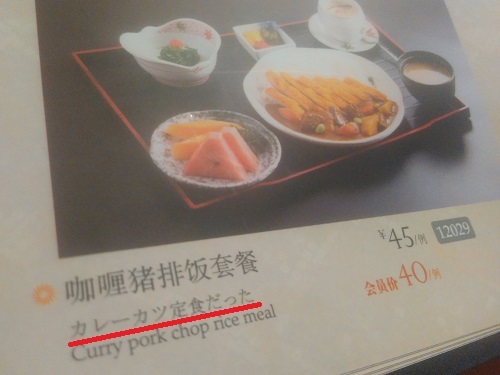 咖喱猪排饭套餐
カレーカツ定食だった
Curry pork chop rice meal
¥45/例
12029
会员价40/例